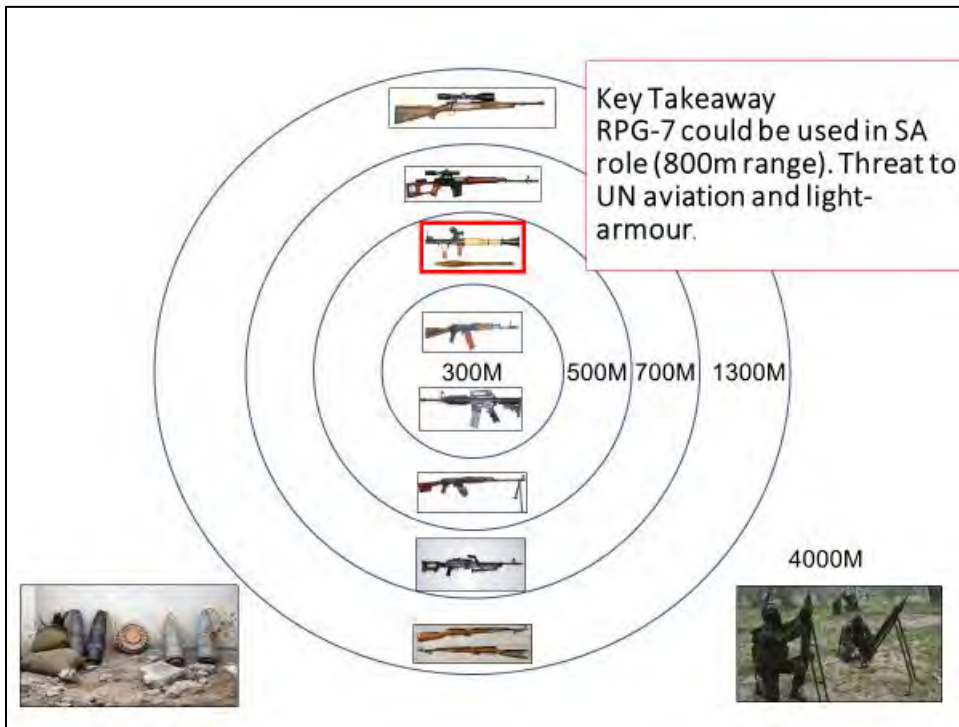 Key Takeaway
RPG-7 could be used in SA
role (800m range). Threat to
UN aviation and light-
armour.
300M
500M
700M
1300M
4000M